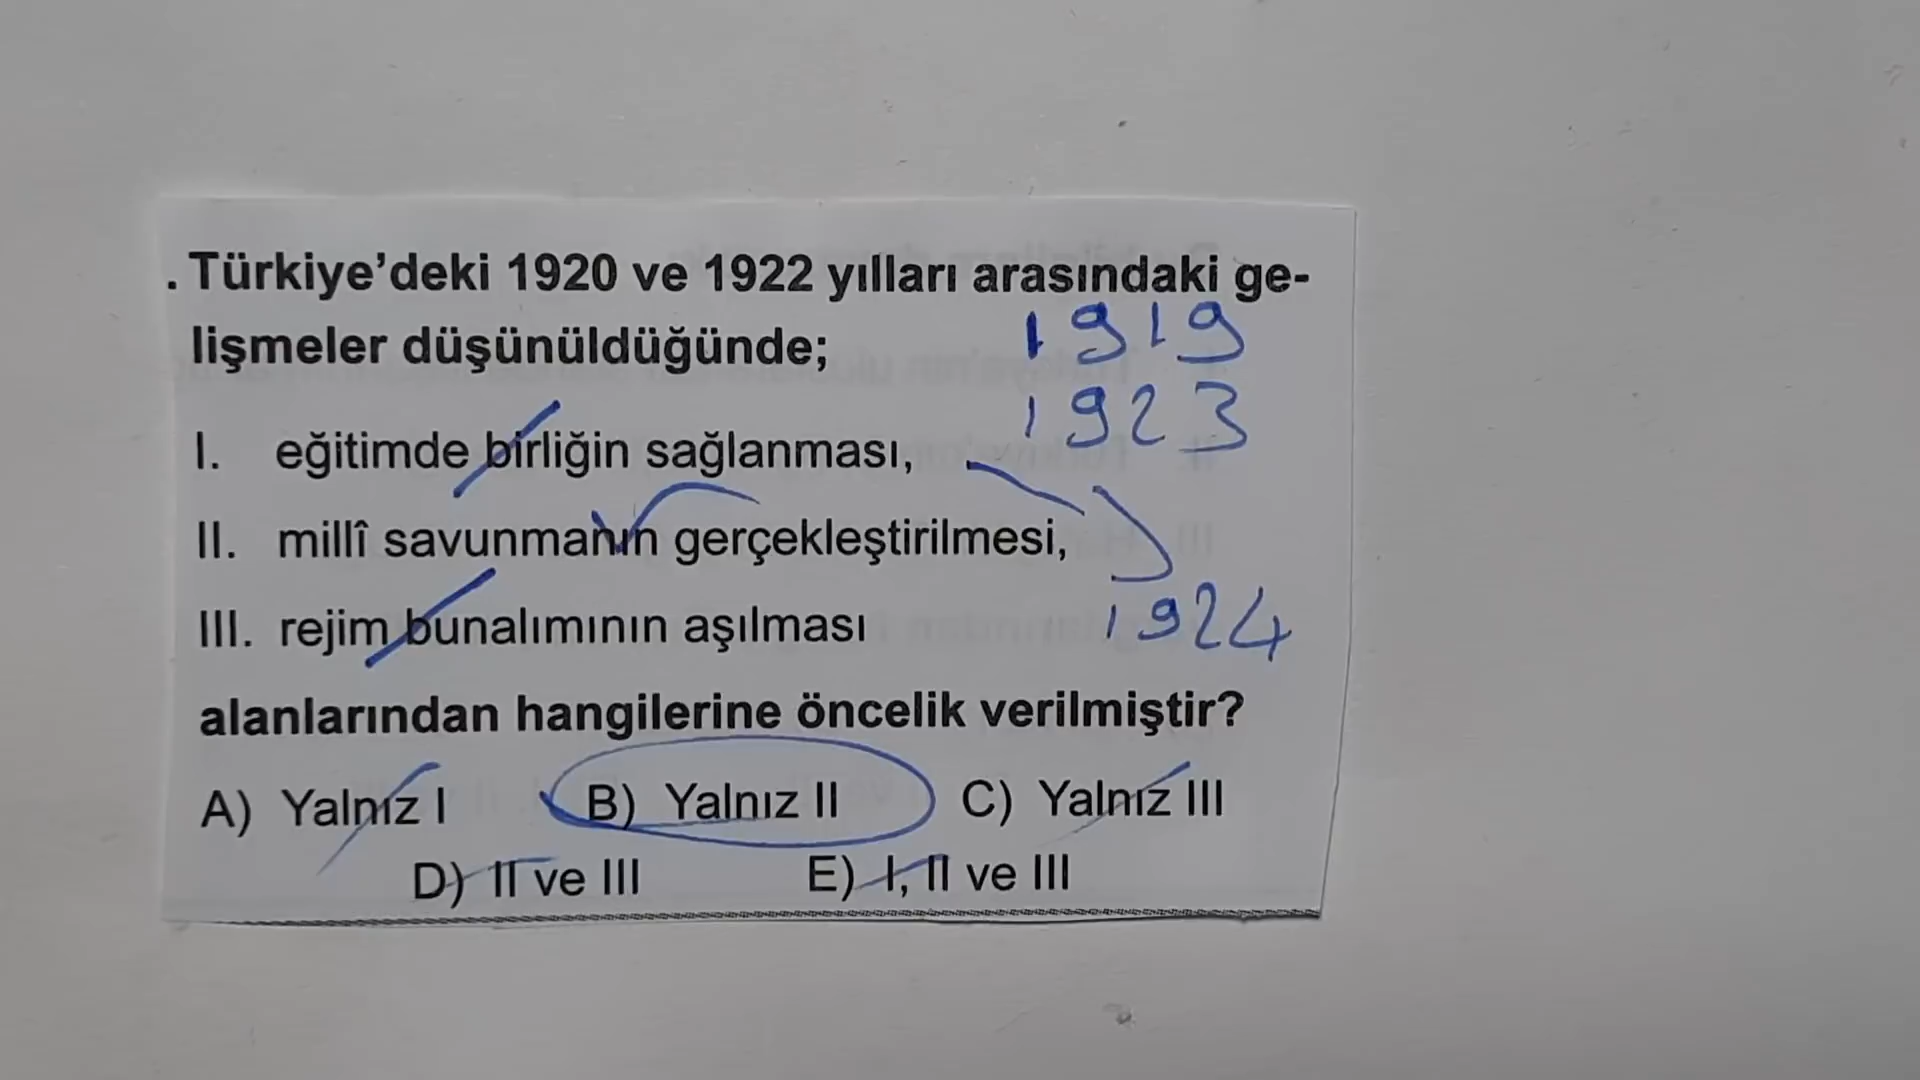 . Türkiye'deki 1920 ve 1922 yılları arasındaki ge-
lişmeler düşünüldüğünde;
1919
1923
I. eğitimde birliğin sağlanması,
II. millî savunmanın gerçekleştirilmesi,
III. rejim bunalımının aşılması
1924
alanlarından hangilerine öncelik verilmiştir?
A) Yalnız I B) Yalnız II C) Yalnız III
D) II ve III E) I, II ve III